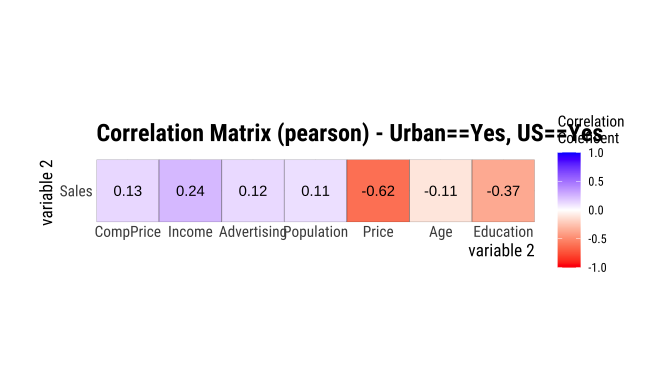 Correlation Matrix (pearson) - Urban==Yes, US==Yes
Correlation
variable 2
Sales
0.13 0.24 0.12 0.11 -0.62 -0.11 -0.37
CompPrice Income Advertising Population Price Age Education
variable 2
1.0
0.5
0.0
-0.5
-1.0